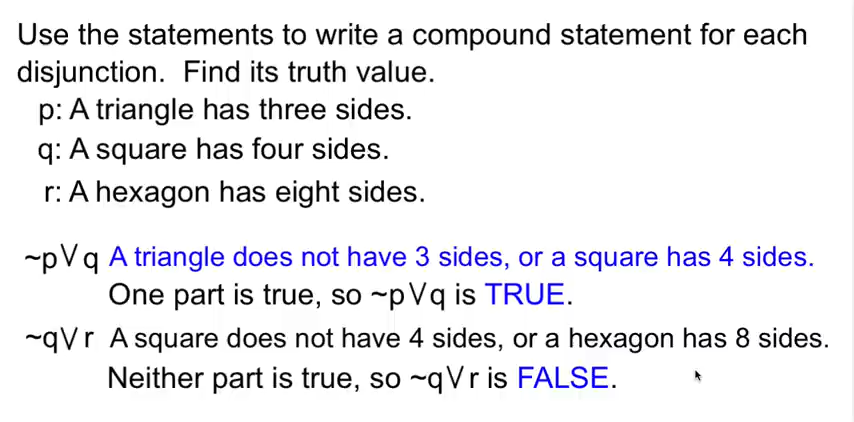 Use the statements to write a compound statement for each
disjunction. Find its truth value.
p: A triangle has three sides.
q: A square has four sides.
r: A hexagon has eight sides.
~p∨q A triangle does not have 3 sides, or a square has 4 sides.
One part is true, so ~p∨q is TRUE.
~q∨r A square does not have 4 sides, or a hexagon has 8 sides.
Neither part is true, so ~q∨r is FALSE.